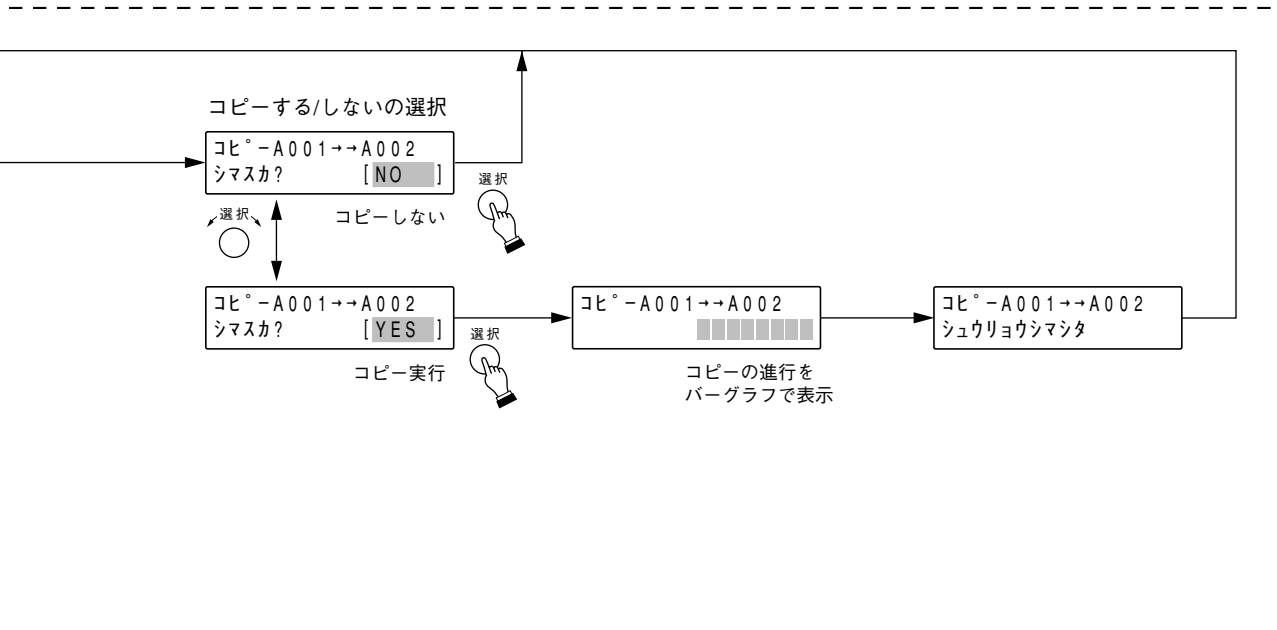 コピーする/しないの選択
コピーA001→→A002
シマスカ? [NO ]
選択
コピーしない
選択
コピーA001→→A002
シマスカ? [YES ]
選択
コピー実行
コピーA001→→A002
コピーの進行を
バーグラフで表示
コピーA001→→A002
シュウリョウシマシタ